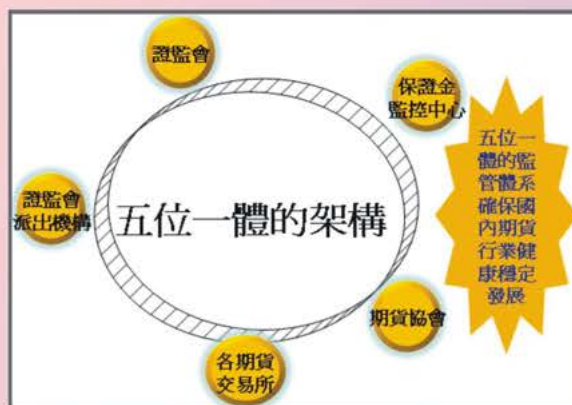 證監會
保證金
監控中心
證監會
派出機構
五位一體的架構
期貨協會
各期貨
交易所
五位一
體的監
管體系
確保國
內期貨
行業健
康穩定
發展